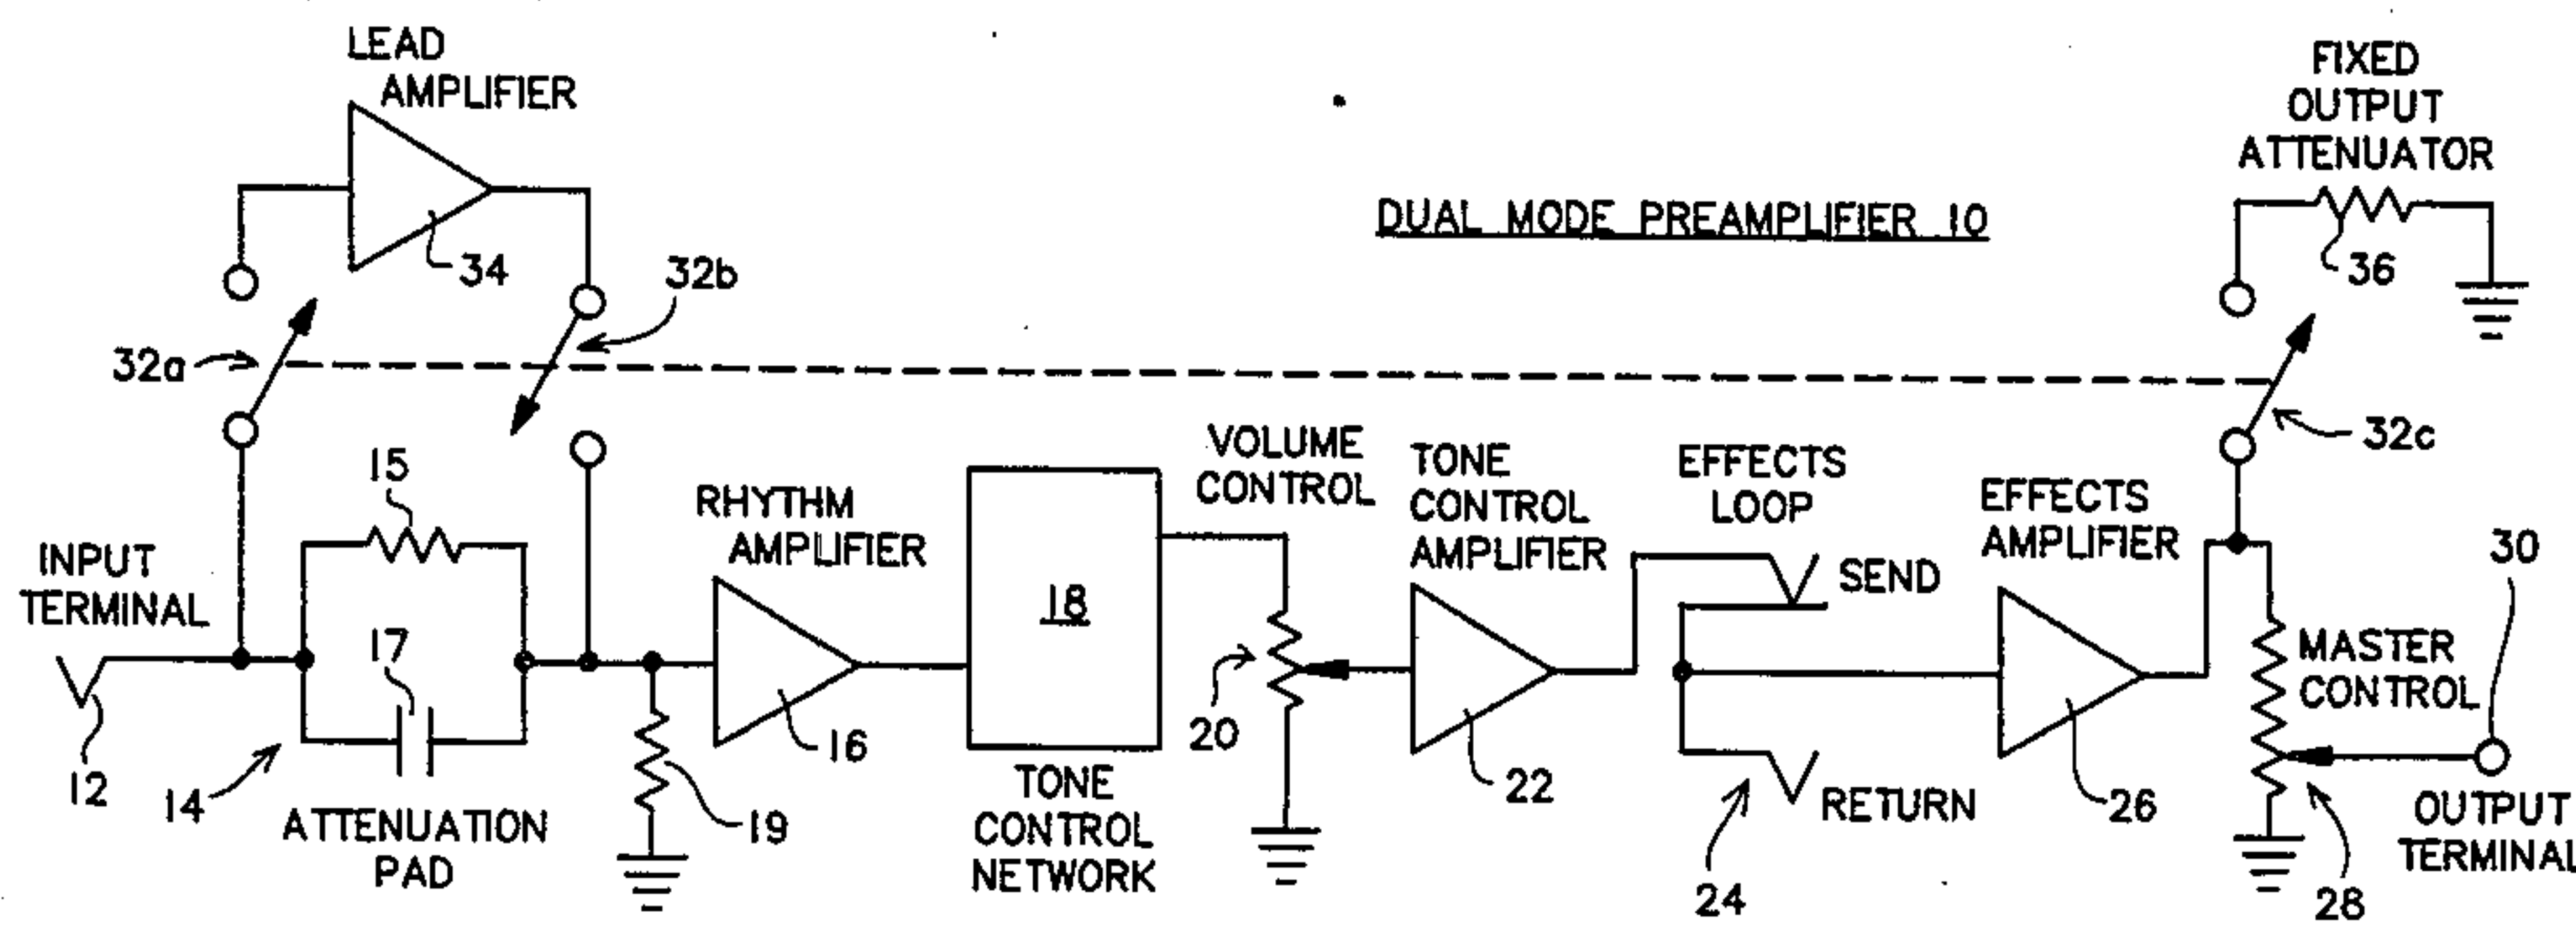 LEAD
AMPLIFIER
34
32a
32b
DUAL MODE PREAMPLIFIER 10
FIXED
OUTPUT
ATTENUATOR
36
32c
INPUT
TERMINAL
12
14
15
17
ATTENUATION
PAD
19
RHYTHM
AMPLIFIER
16
18
TONE
CONTROL
NETWORK
VOLUME
CONTROL
20
TONE
CONTROL
AMPLIFIER
22
EFFECTS
LOOP
SEND
RETURN
24
EFFECTS
AMPLIFIER
26
MASTER
CONTROL
28
30
OUTPUT
TERMINAL